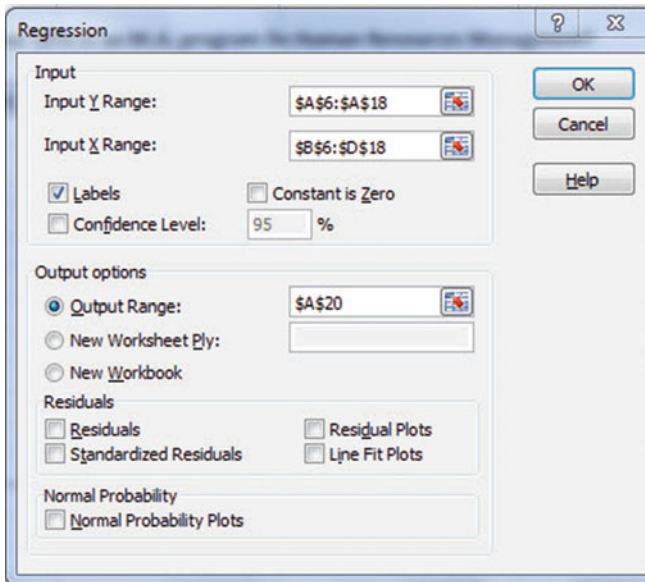 Regression
Input
Input Y Range: $A$6:$A$18
Input X Range: $B$6:$D$18
Labels Constant is Zero
Confidence Level: 95 %
Output options
Output Range: $A$20
New Worksheet Ply:
New Workbook
Residuals
Residuals Residual Plots
Standardized Residuals Line Fit Plots
Normal Probability
Normal Probability Plots
?
OK
Cancel
Help